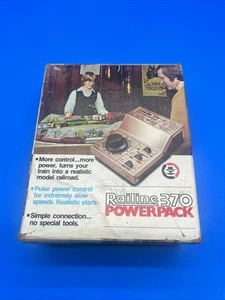 • More control...more
power, turns your
train into a realistic
model railroad.
• Pulse power control
for extremely slow
speeds. Realistic starts.
• Simple connection...
no special tools.
Railine 370
POWERPACK